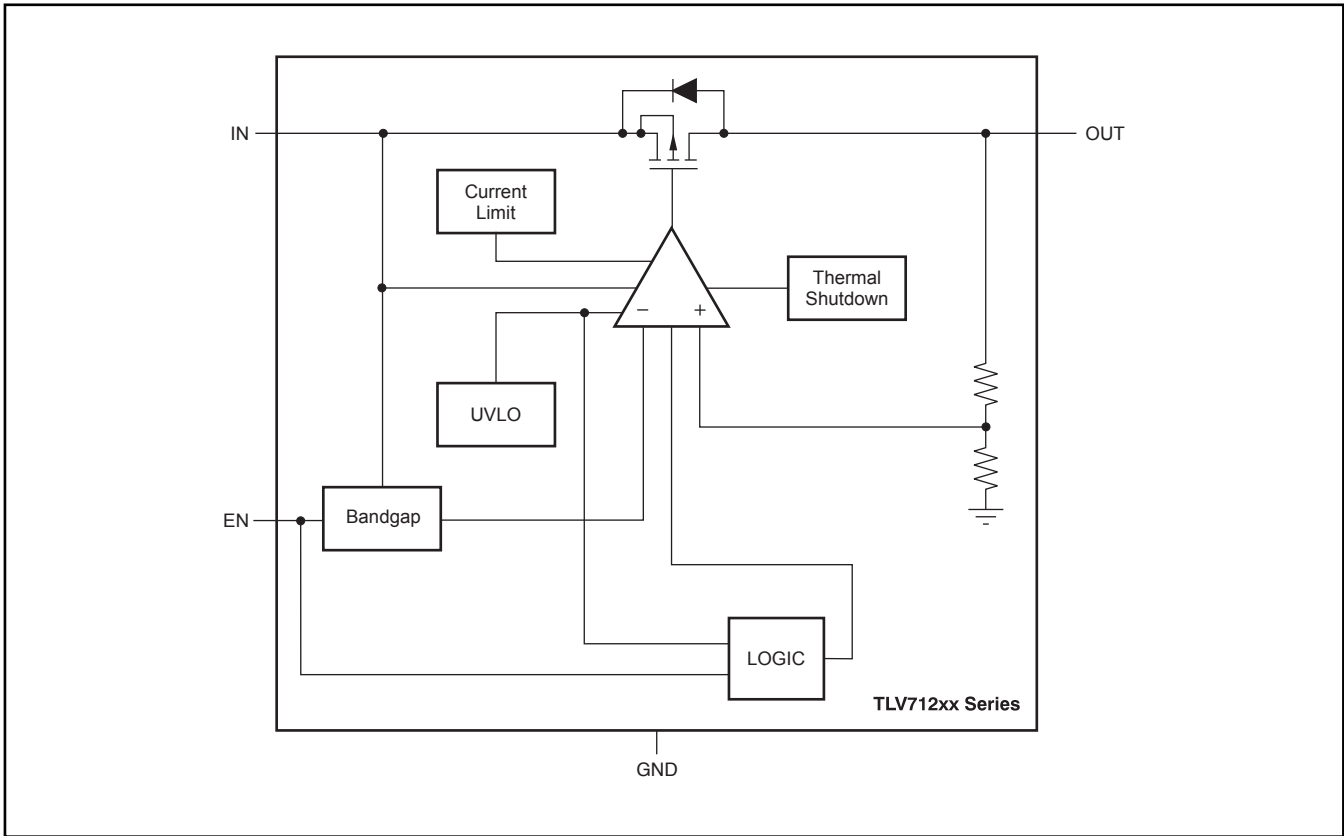 IN
OUT
Current
Limit
Thermal
Shutdown
−
+
UVLO
EN
Bandgap
LOGIC
TLV712xx Series
GND